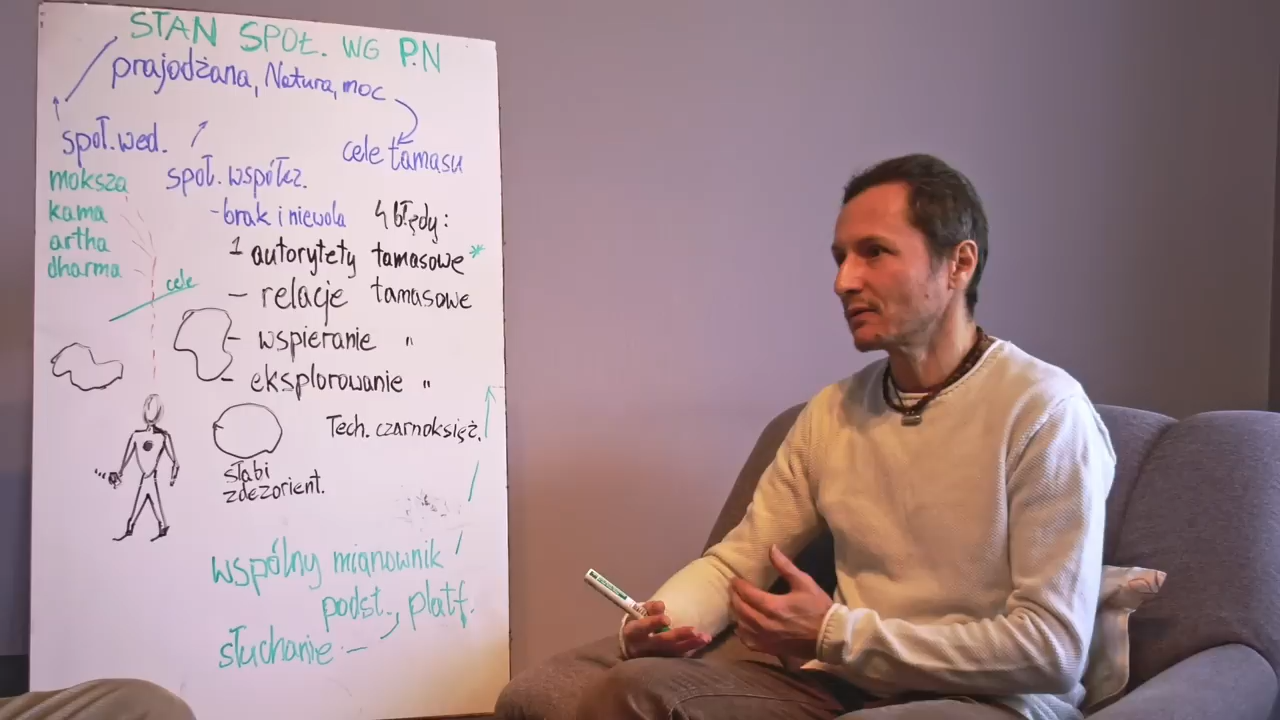 STAN SPOŁ. WG P.N
prajodżana, Natura, moc
społ. wed.
cele tamasu
moksza
kama
artha
dharma
cele
społ. współcz.
- brak i niewola
4 błędy:
1 autorytety tamasowe *
- relacje tamasowe
- wspieranie "
- eksplorowanie "
Tech. czarnoksięż.
słabi
zdezorient.
wspólny mianownik
podst., platf.
słuchanie -